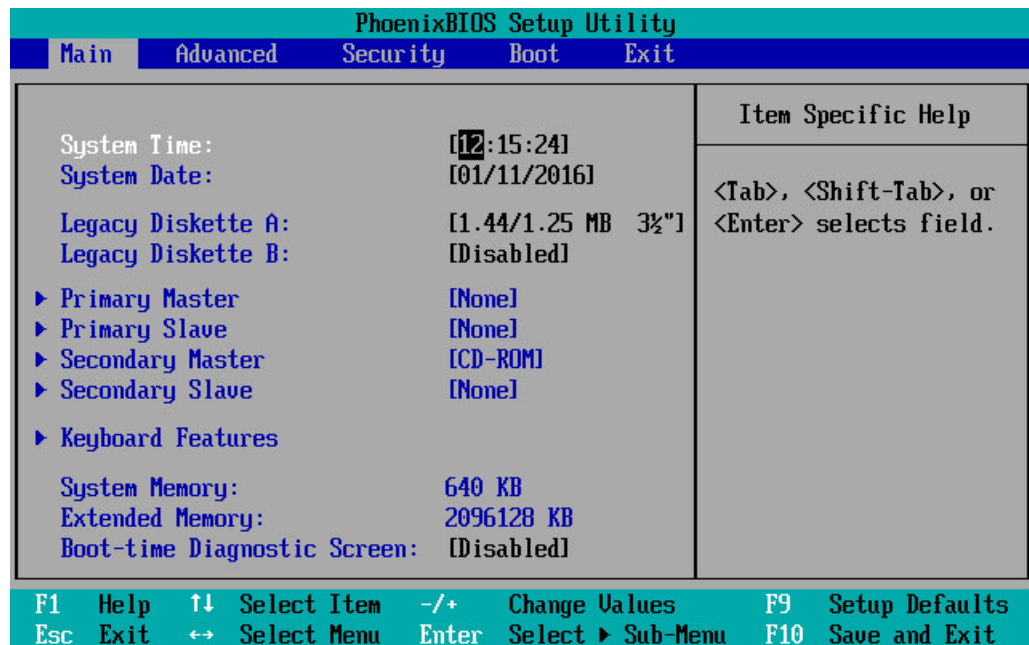 PhoenixBIOS Setup Utility
Main Advanced Security Boot Exit
System Time: [12:15:24]
System Date: [01/11/2016]
Legacy Diskette A: [1.44/1.25 MB 3½"]
Legacy Diskette B: [Disabled]
▶ Primary Master [None]
▶ Primary Slave [None]
▶ Secondary Master [CD-ROM]
▶ Secondary Slave [None]
▶ Keyboard Features
System Memory: 640 KB
Extended Memory: 2096128 KB
Boot-time Diagnostic Screen: [Disabled]
Item Specific Help
<Tab>, <Shift-Tab>, or
<Enter> selects field.
F1 Help ↑↓ Select Item -/+ Change Values F9 Setup Defaults
Esc Exit ↔ Select Menu Enter Select ▶ Sub-Menu F10 Save and Exit